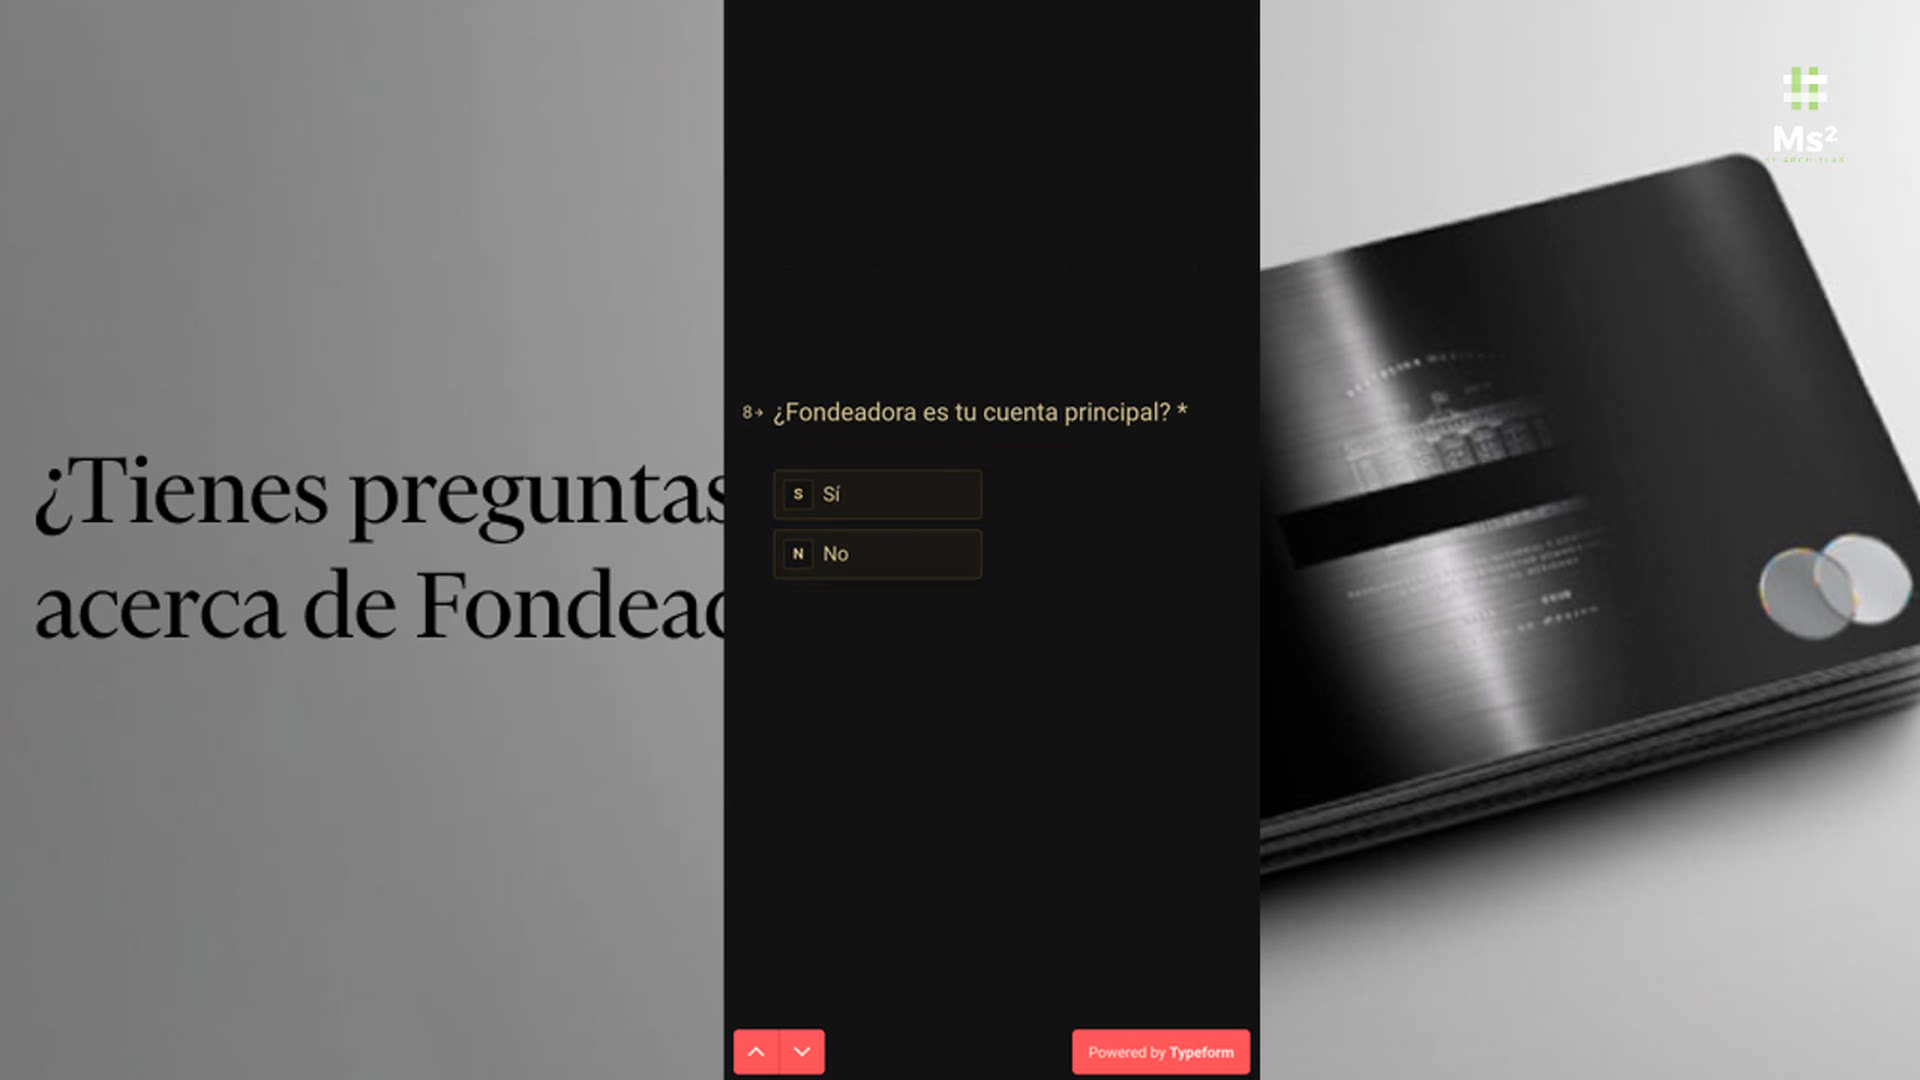 ¿Tienes preguntas
acerca de Fondead
8→ ¿Fondeadora es tu cuenta principal? *
S Sí
N No
Powered by Typeform
Ms²